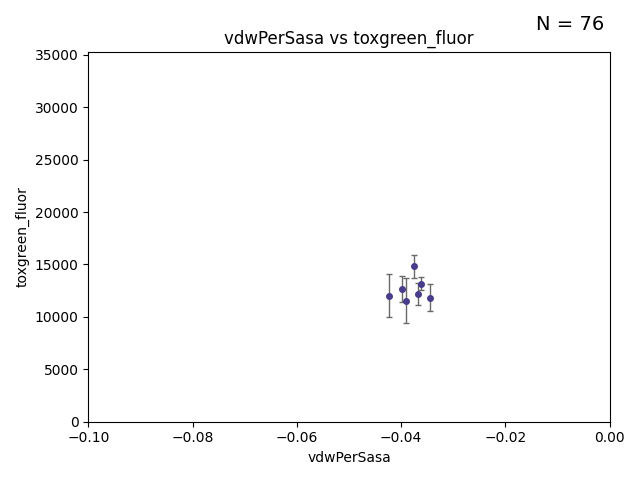 N = 76
vdwPerSasa vs toxgreen_fluor
35000
30000
25000
20000
15000
10000
5000
0
toxgreen_fluor
−0.10 −0.08 −0.06 −0.04 −0.02 0.00
vdwPerSasa